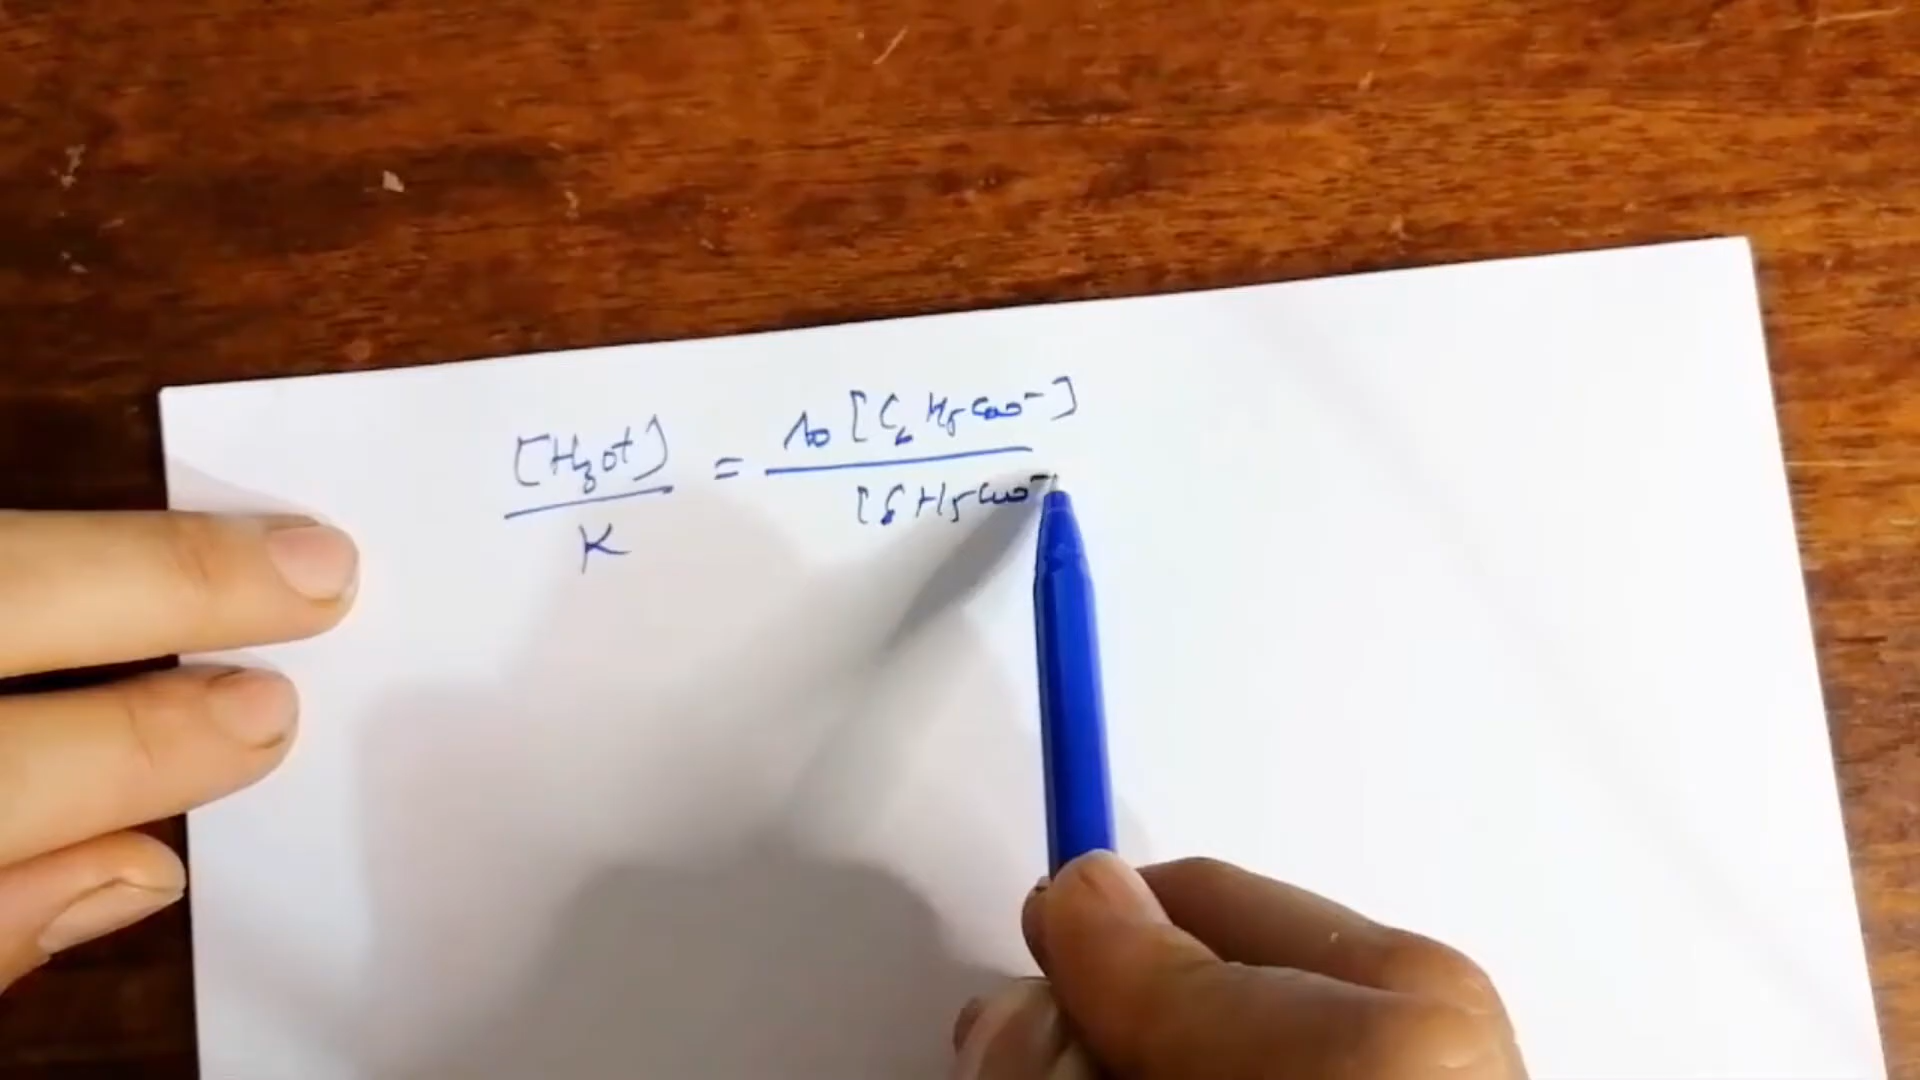 [H₃O+] / K = 10 [C₆H₅COO⁻] / [C₆H₅COO⁻